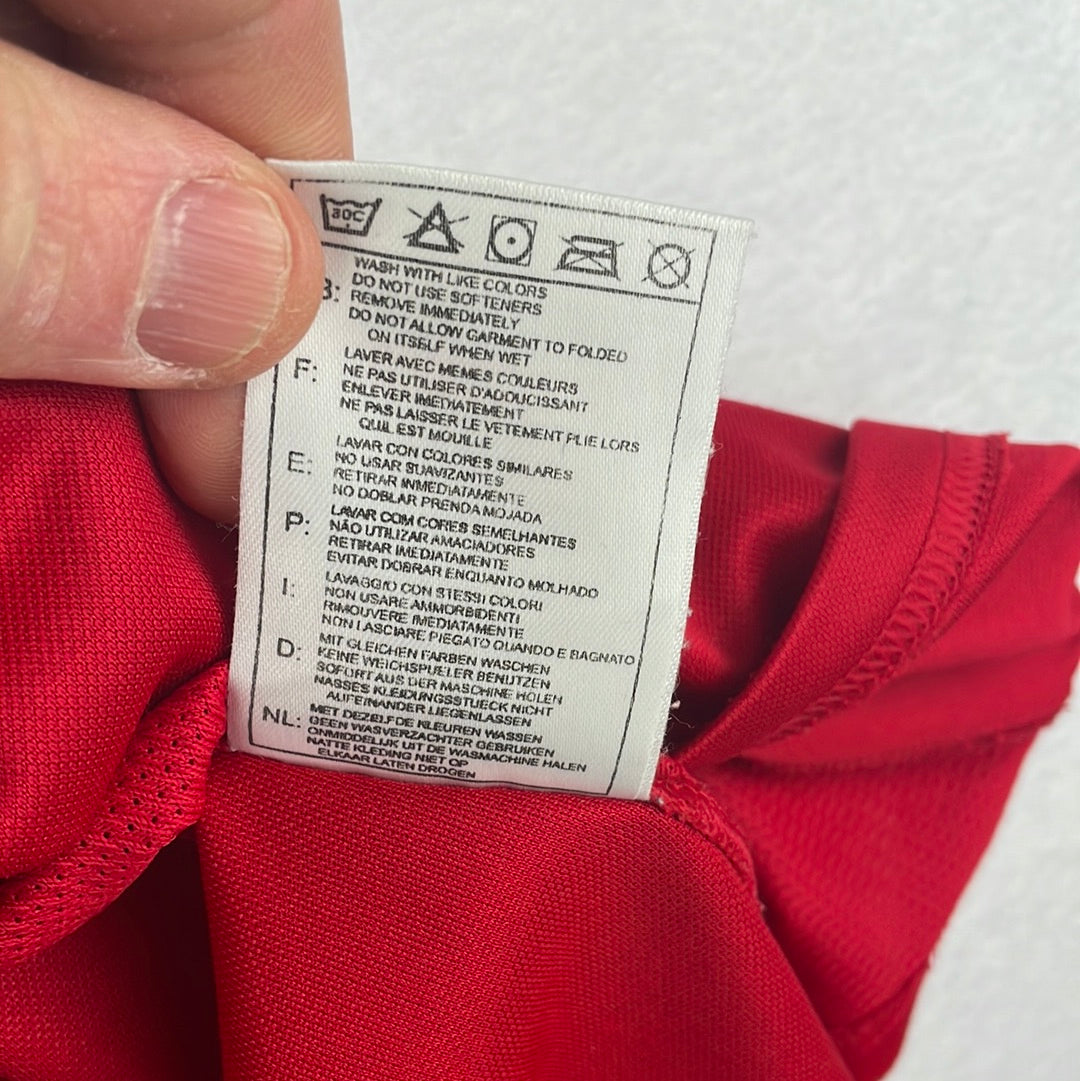 30C
WASH WITH LIKE COLORS
DO NOT USE SOFTENERS
B: REMOVE IMMEDIATELY
DO NOT ALLOW GARMENT TO FOLDED
ON ITSELF WHEN WET
F: LAVER AVEC MEMES COULEURS
NE PAS UTILISER D'ADOUCISSANT
ENLEVER IMEDIATEMENT
NE PAS LAISSER LE VETEMENT PLIE LORS
QU'IL EST MOUILLE
LAVAR CON COLORES SIMILARES
E: NO USAR SUAVIZANTES
RETIRAR INMEDIATAMENTE
NO DOBLAR PRENDA MOJADA
LAVAR COM CORES SEMELHANTES
P: NÃO UTILIZAR AMACIADORES
RETIRAR IMEDJATAMENTE
EVITAR DOBRAR ENQUANTO MOLHADO
I: LAVAGGIO CON STESSI COLORI
NON USARE AMMORBIDENTI
RIMOUVERE IMEDIATAMENTE
NON LASCIARE PIEGATO QUANDO E BAGNATO
D: MIT GLEICHEN FARBEN WASCHEN
KEINE WEICHSPUELER BENUTZEN
SOFORT AUS DER MASCHINE HOLEN
NASSES KLEIDUNGSSTUECK NICHT
AUFEINANDER LIEGENLASSEN
NL: MET DEZELFDE KLEUREN WASSEN
GEEN WASVERZACHTER GEBRUIKEN
ONMIDDELIJK UIT DE WASMACHINE HALEN
NATTE KLEDING NIET OP
ELKAAR LATEN DROGEN